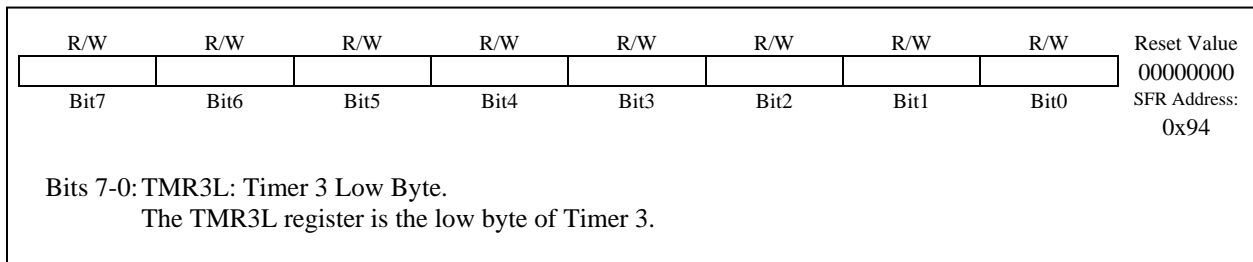 R/W R/W R/W R/W R/W R/W R/W R/W Reset Value
00000000
Bit7 Bit6 Bit5 Bit4 Bit3 Bit2 Bit1 Bit0 SFR Address:
0x94
Bits 7-0: TMR3L: Timer 3 Low Byte.
The TMR3L register is the low byte of Timer 3.